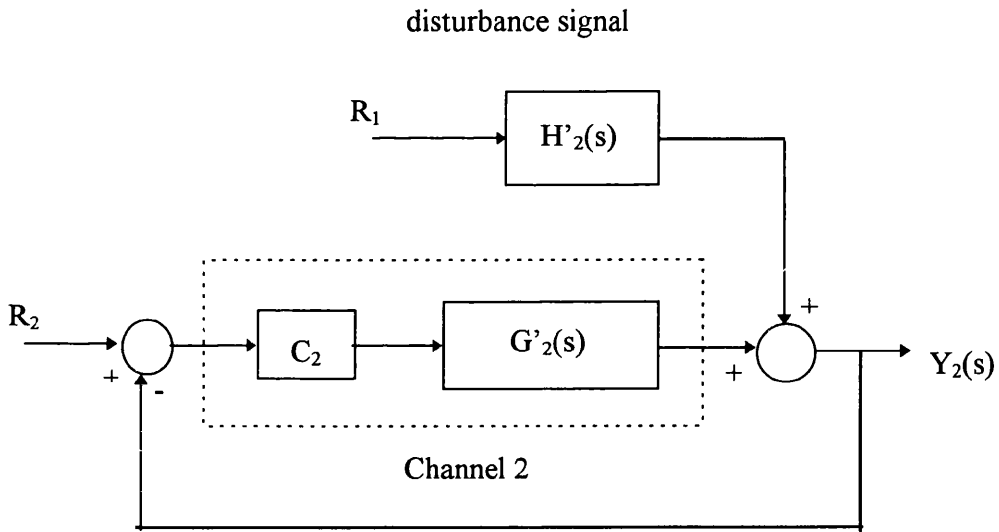 disturbance signal
R₁
H'₂(s)
+
R₂
C₂
G'₂(s)
+
-
+
Y₂(s)
Channel 2